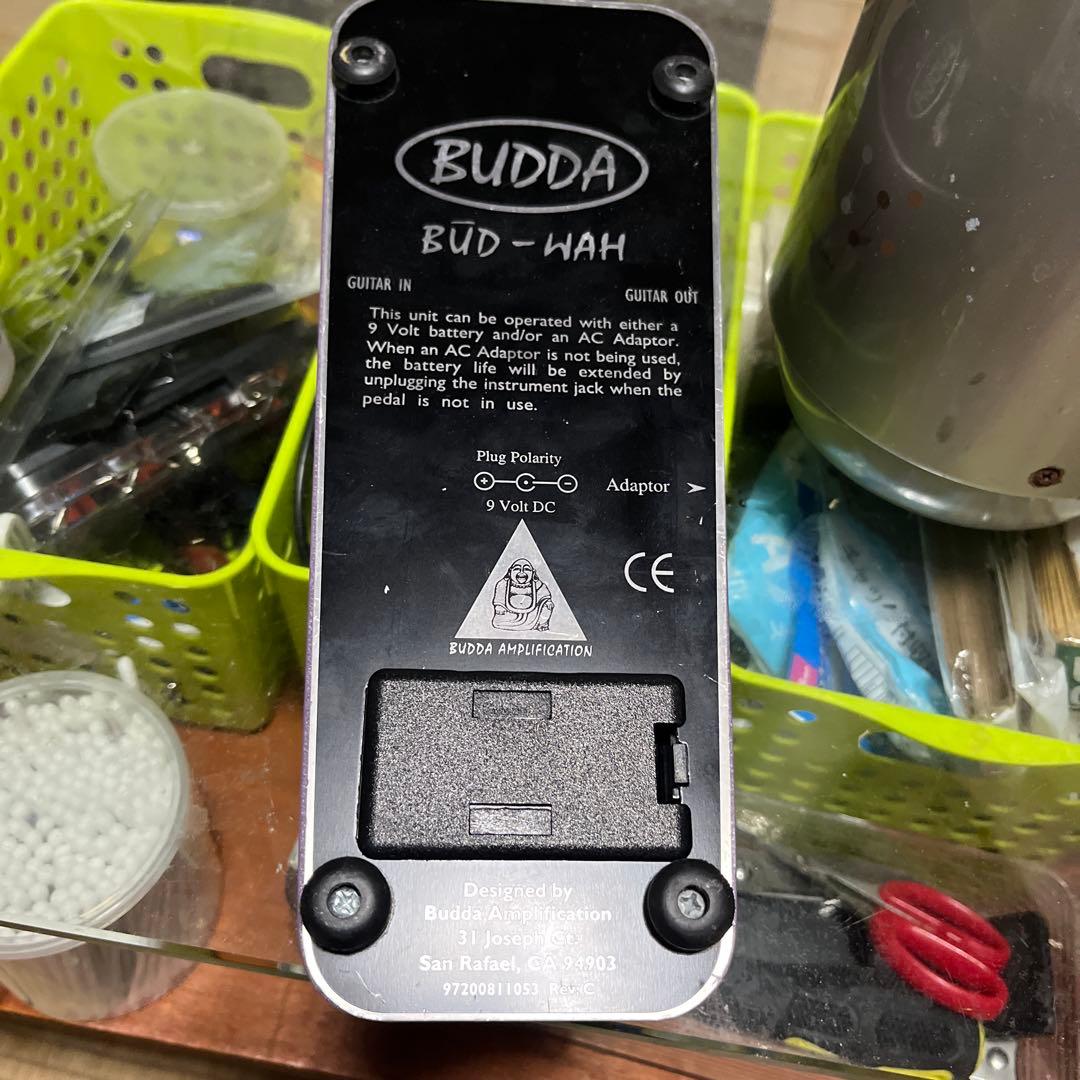 BUDDA
BŪD - WAH
GUITAR IN
GUITAR OUT
This unit can be operated with either a
9 Volt battery and/or an AC Adaptor.
When an AC Adaptor is not being used,
the battery life will be extended by
unplugging the instrument jack when the
pedal is not in use.
Plug Polarity
Adaptor
9 Volt DC
CE
BUDDA AMPLIFICATION
Designed by
Budda Amplification
31 Joseph Ct.
San Rafael, CA 94903
97200811053 Rev. C